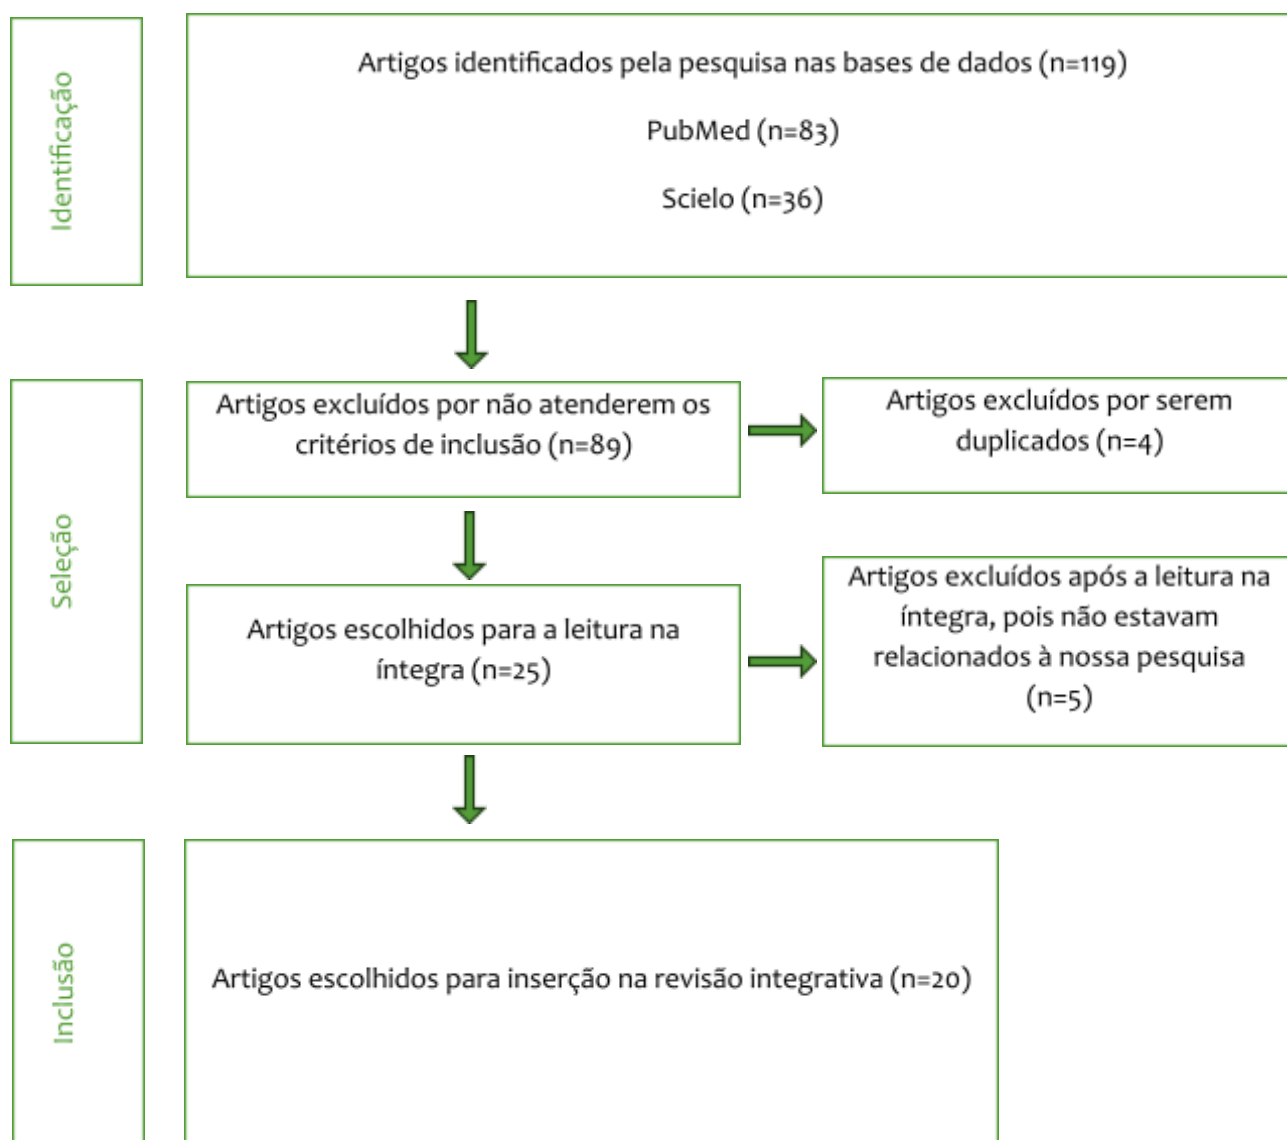 Identificação
Artigos identificados pela pesquisa nas bases de dados (n=119)
PubMed (n=83)
Scielo (n=36)
Seleção
Artigos excluídos por não atenderem os
critérios de inclusão (n=89)
Artigos excluídos por serem
duplicados (n=4)
Artigos escolhidos para a leitura na
íntegra (n=25)
Artigos excluídos após a leitura na
íntegra, pois não estavam
relacionados à nossa pesquisa
(n=5)
Inclusão
Artigos escolhidos para inserção na revisão integrativa (n=20)